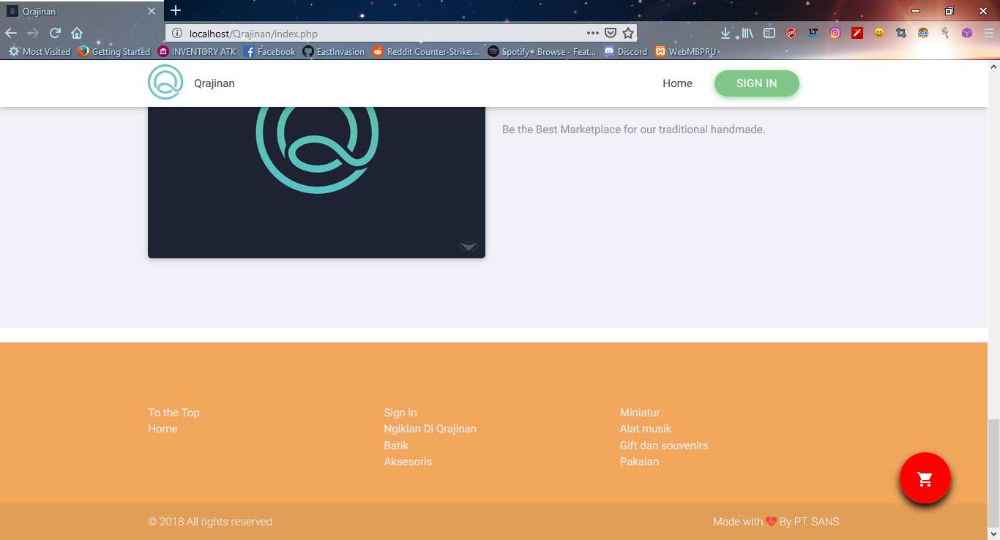 Qrajinan
localhost/Qrajinan/index.php
Most Visited
Getting Started
INVENTORY ATK
Facebook
EastInvasion
Reddit Counter-Strike:...
Spotify - Browse - Feat...
Discord
WebMBPRU
Qrajinan
Home
SIGN IN
Be the Best Marketplace for our traditional handmade.
To the Top
Home
Sign In
Ngiklan Di Qrajinan
Batik
Aksesoris
Miniatur
Alat musik
Gift dan souvenirs
Pakaian
© 2018 All rights reserved
Made with By PT. SANS